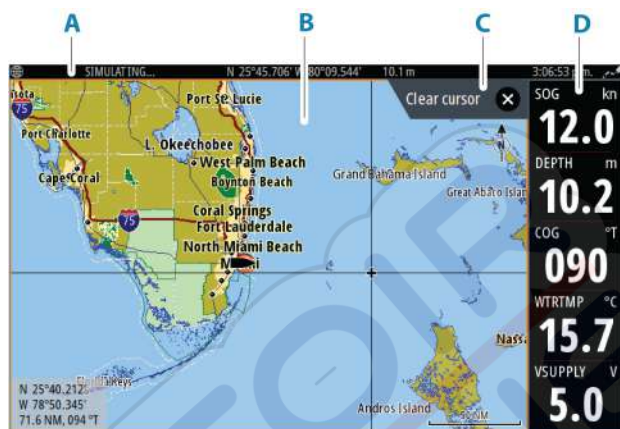 A B C D
SIMULATING... N 25°45.706' W 80°09.544' 10.1 m 3:06:53 p.m.
Clear cursor
SOG kn
12.0
DEPTH m
10.2
COG °T
090
WTRTMP °C
15.7
VSUPPLY V
5.0
75
Port St. Lucie
Port Charlotte
L. Okeechobee
West Palm Beach
Cape Coral
Boynton Beach
Grand Bahama Island
Great Abaco Islan
N
75
Coral Springs
Fort Lauderdale
North Miami Beach
Nassa
Andros Island
50 NM
N 25°40.212'
W 78°50.345'
71.6 NM, 094 °T